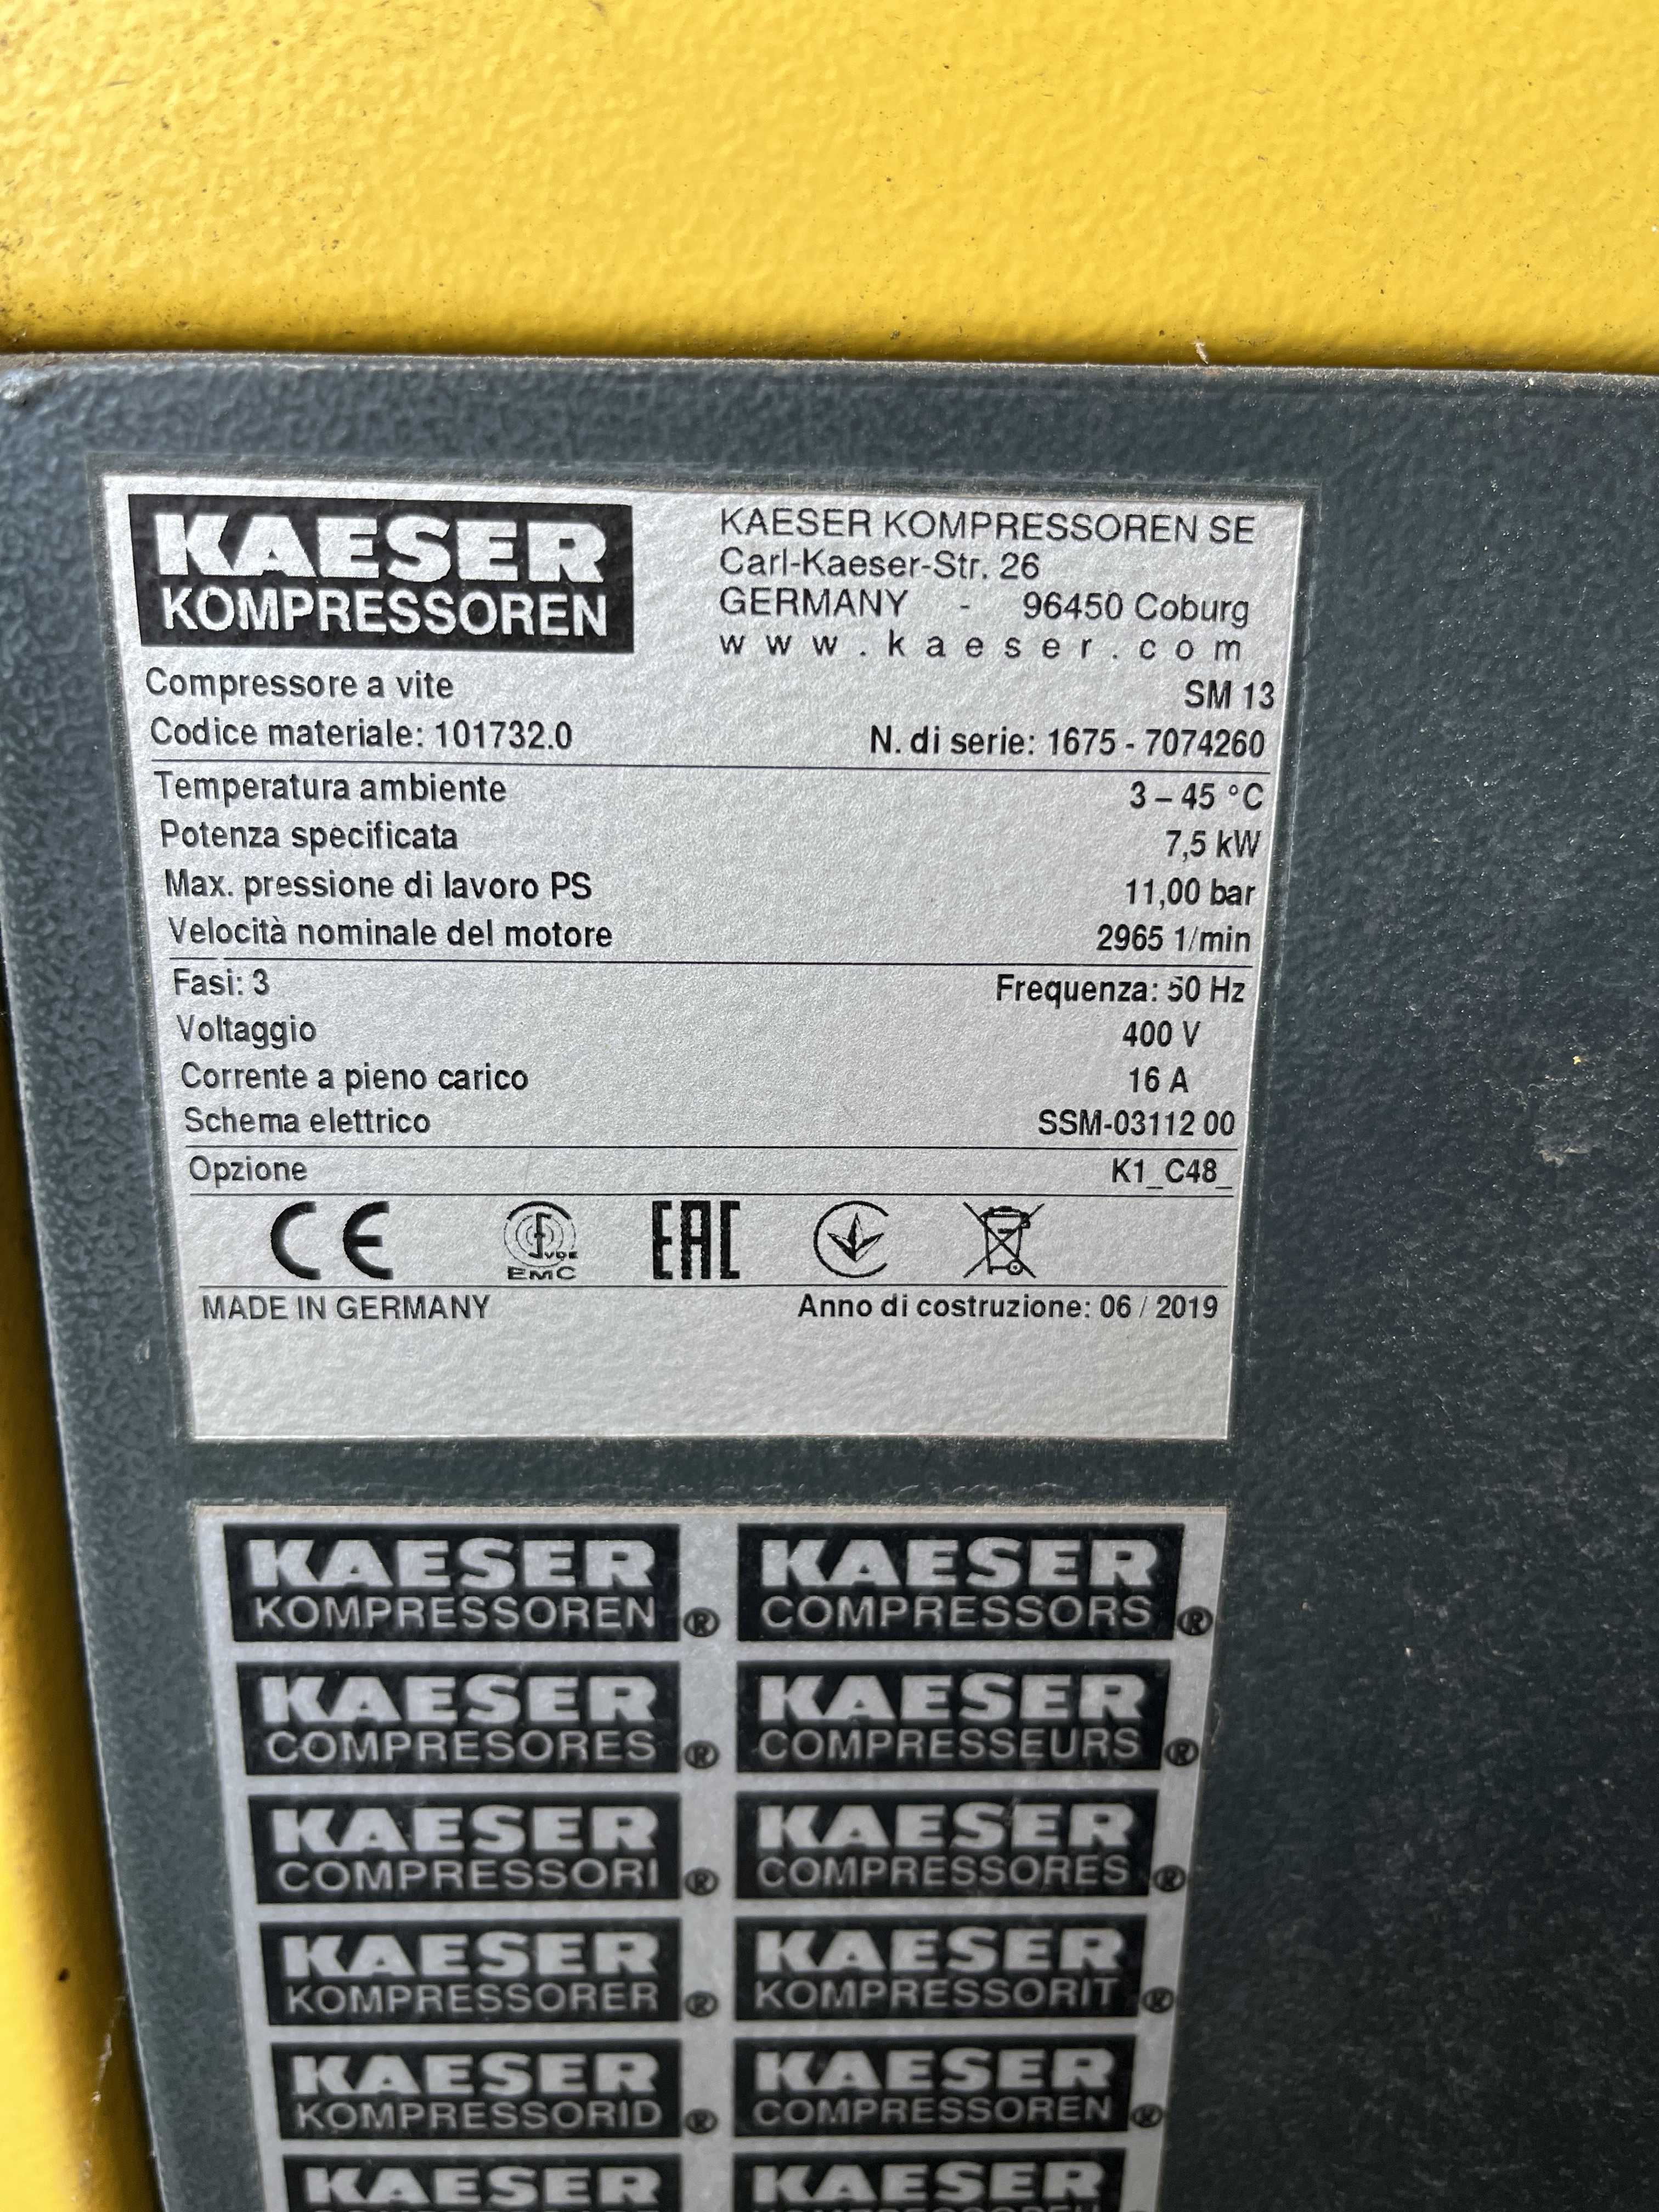 KAESER
KOMPRESSOREN
KAESER KOMPRESSOREN SE
Carl-Kaeser-Str. 26
GERMANY - 96450 Coburg
www.kaeser.com
Compressore a vite SM 13
Codice materiale: 101732.0 N. di serie: 1675 - 7074260
Temperatura ambiente 3 – 45 °C
Potenza specificata 7,5 kW
Max. pressione di lavoro PS 11,00 bar
Velocità nominale del motore 2965 1/min
Fasi: 3 Frequenza: 50 Hz
Voltaggio 400 V
Corrente a pieno carico 16 A
Schema elettrico SSM-03112 00
Opzione K1_C48_
CE VDE EMC EAC
MADE IN GERMANY Anno di costruzione: 06 / 2019
KAESER KAESER
KOMPRESSOREN ® COMPRESSORS ®
KAESER KAESER
COMPRESORES ® COMPRESSEURS ®
KAESER KAESER
COMPRESSORI ® COMPRESSORES ®
KAESER KAESER
KOMPRESSORER ® KOMPRESSORIT ®
KAESER KAESER
KOMPRESSORID ® COMPRESSOREN ®
KAESER KAESER